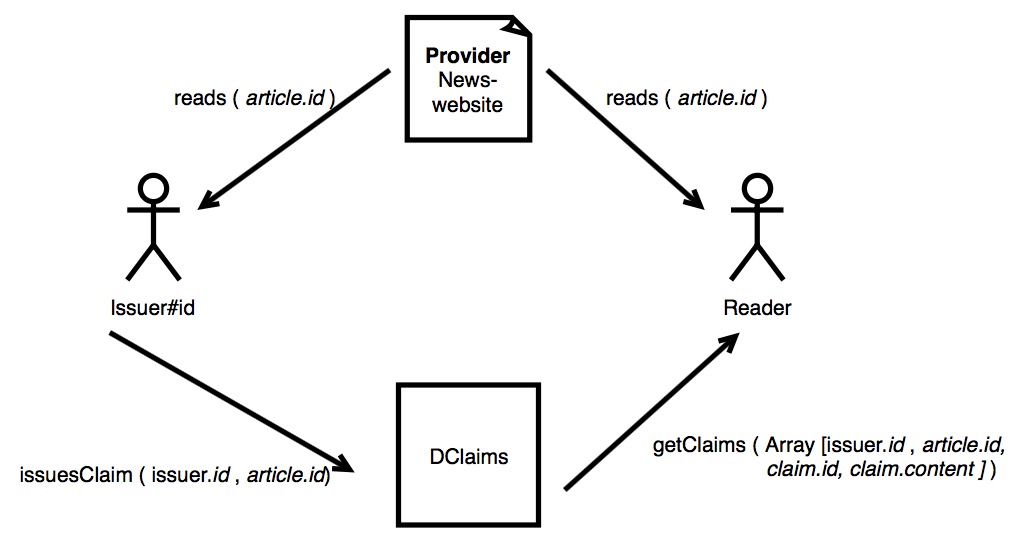 Provider
News-
website
reads ( article.id )
reads ( article.id )
Issuer#id
Reader
DClaims
issuesClaim ( issuer.id , article.id)
getClaims ( Array [issuer.id , article.id,
claim.id, claim.content ] )